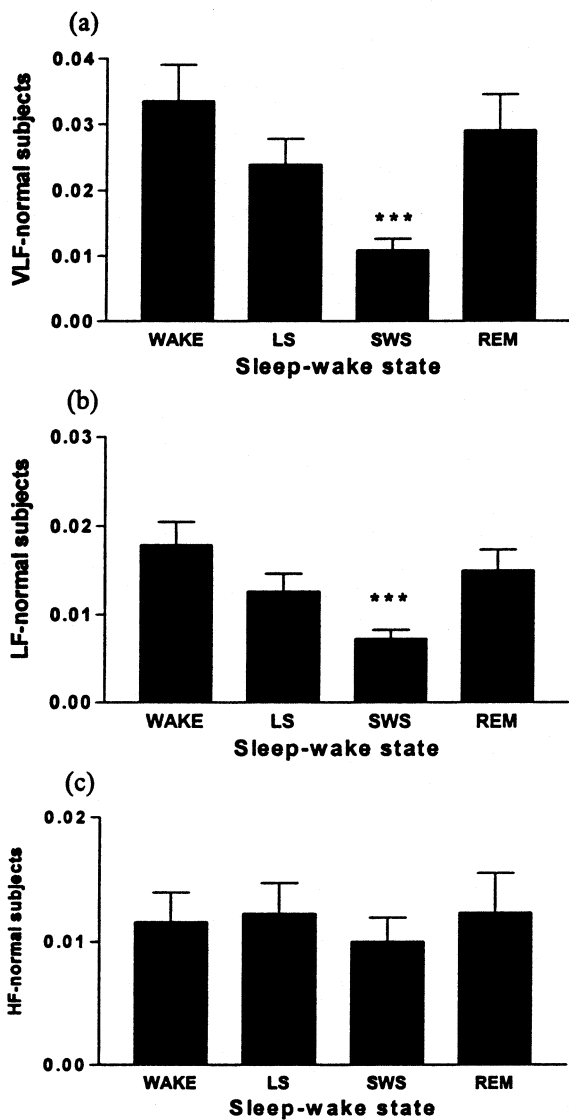 (a)
VLF-normal subjects
0.04
0.03
0.02
0.01
0.00
***
WAKE LS SWS REM
Sleep-wake state
(b)
LF-normal subjects
0.03
0.02
0.01
0.00
***
WAKE LS SWS REM
Sleep-wake state
(c)
HF-normal subjects
0.02
0.01
0.00
WAKE LS SWS REM
Sleep-wake state